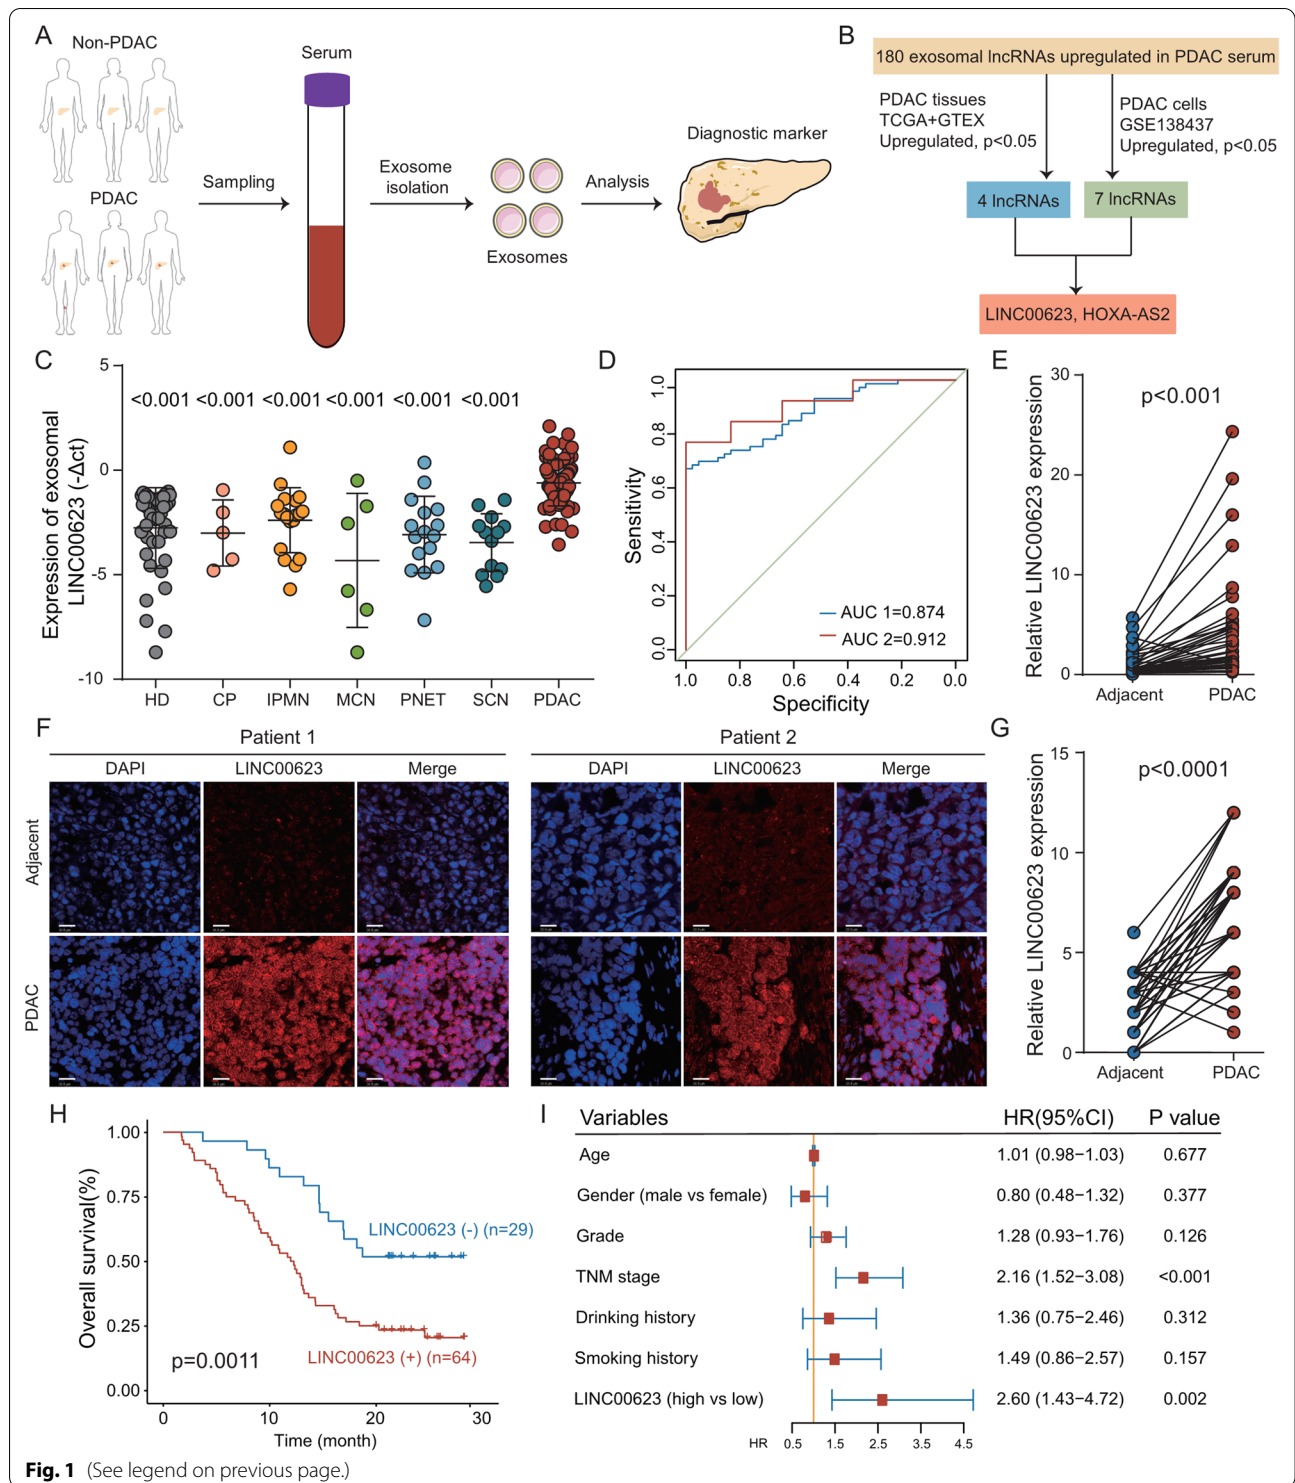 A
Non-PDAC
PDAC
Sampling
Serum
Exosome
isolation
Exosomes
Analysis
Diagnostic marker
B
180 exosomal lncRNAs upregulated in PDAC serum
PDAC tissues
TCGA+GTEX
Upregulated, p<0.05
PDAC cells
GSE138437
Upregulated, p<0.05
4 lncRNAs
7 lncRNAs
LINC00623, HOXA-AS2
C
Expression of exosomal
LINC00623 (-Δct)
5
0
-5
-10
<0.001 <0.001 <0.001 <0.001 <0.001 <0.001
HD CP IPMN MCN PNET SCN PDAC
D
Sensitivity
1.0
0.8
0.6
0.4
0.2
0.0
AUC 1=0.874
AUC 2=0.912
1.0 0.8 0.6 0.4 0.2 0.0
Specificity
E
Relative LINC00623 expression
30
20
10
0
p<0.001
Adjacent PDAC
F
Patient 1 Patient 2
DAPI LINC00623 Merge DAPI LINC00623 Merge
Adjacent
PDAC
G
Relative LINC00623 expression
15
10
5
0
p<0.0001
Adjacent PDAC
H
Overall survival(%)
1.00
0.75
0.50
0.25
0.00
LINC00623 (-) (n=29)
LINC00623 (+) (n=64)
p=0.0011
0 10 20 30
Time (month)
I
Variables HR(95%CI) P value
Age 1.01 (0.98−1.03) 0.677
Gender (male vs female) 0.80 (0.48−1.32) 0.377
Grade 1.28 (0.93−1.76) 0.126
TNM stage 2.16 (1.52−3.08) <0.001
Drinking history 1.36 (0.75−2.46) 0.312
Smoking history 1.49 (0.86−2.57) 0.157
LINC00623 (high vs low) 2.60 (1.43−4.72) 0.002
HR 0.5 1.5 2.5 3.5 4.5
Fig. 1 (See legend on previous page.)